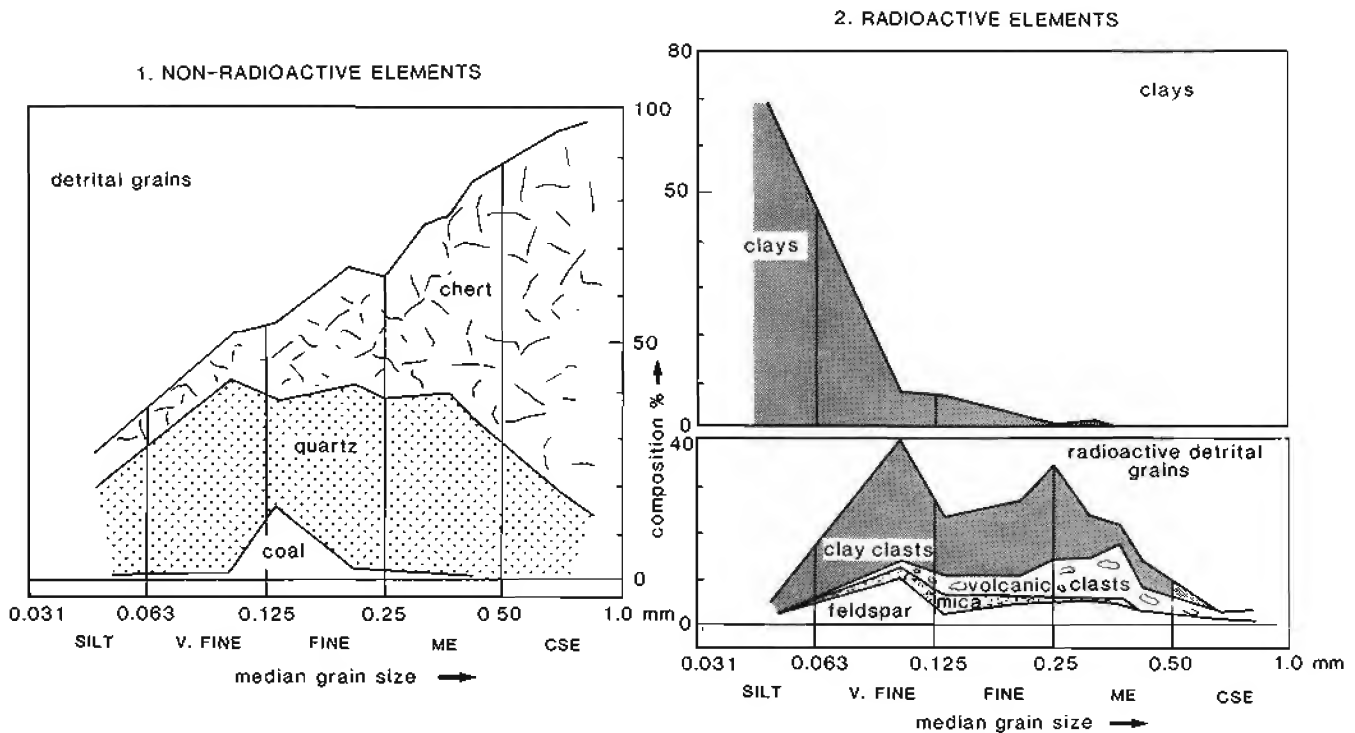 1. NON-RADIOACTIVE ELEMENTS
detrital grains
chert
quartz
coal
100
50
0
composition %
0.031 0.063 0.125 0.25 0.50 1.0 mm
SILT V. FINE FINE ME CSE
median grain size
2. RADIOACTIVE ELEMENTS
80
50
0
clays
clays
40
0
radioactive detrital
grains
clay clasts
volcanic clasts
mica
feldspar
0.031 0.063 0.125 0.25 0.50 1.0 mm
SILT V. FINE FINE ME CSE
median grain size